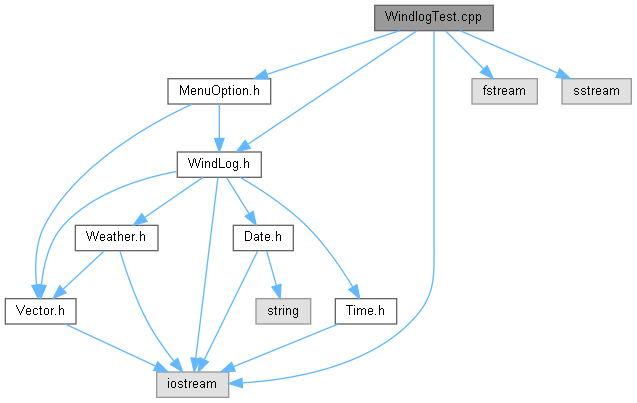 WindlogTest.cpp
MenuOption.h
fstream
sstream
WindLog.h
Weather.h
Date.h
Vector.h
string
Time.h
iostream